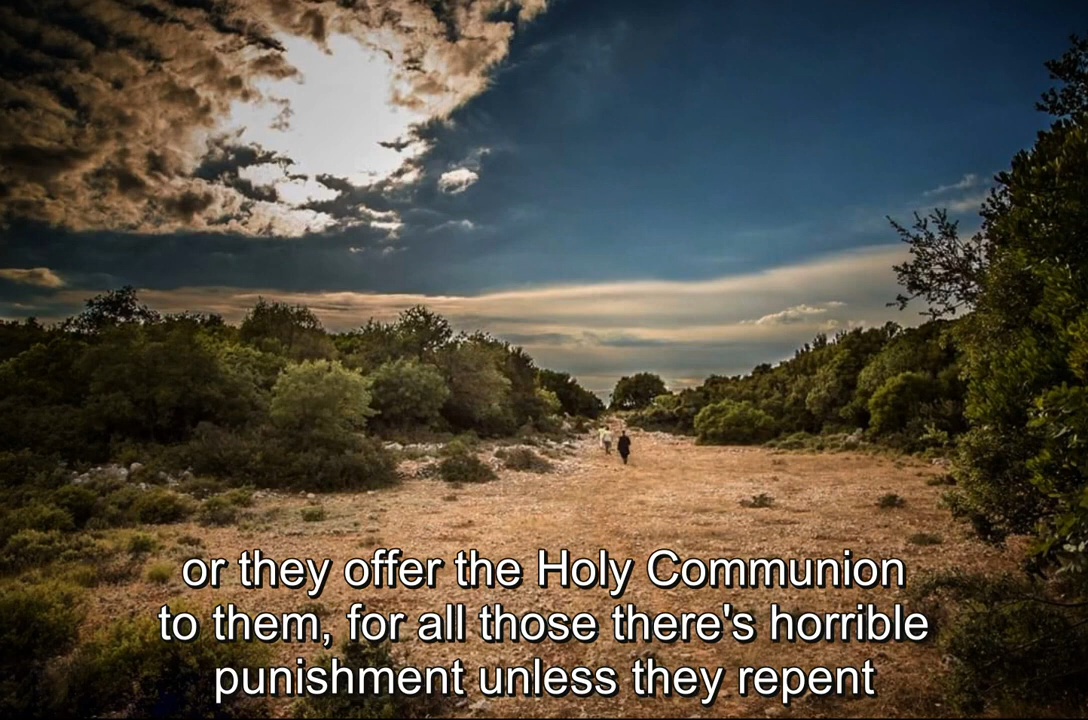 or they offer the Holy Communion
to them, for all those there's horrible
punishment unless they repent